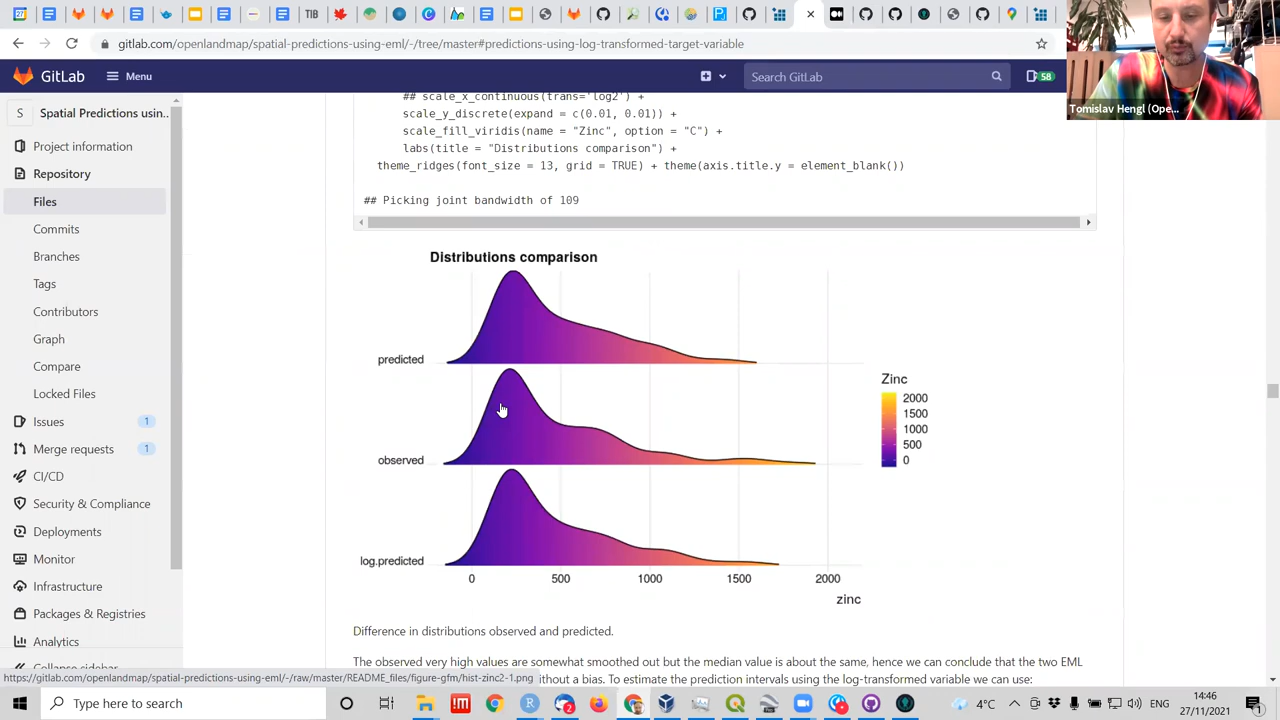 TIB
gitlab.com/openlandmap/spatial-predictions-using-eml/-/tree/master#predictions-using-log-transformed-target-variable
GitLab
Menu
Search GitLab
58
Tomislav Hengl (Ope...
S
Spatial Predictions usin...
Project information
Repository
Files
Commits
Branches
Tags
Contributors
Graph
Compare
Locked Files
Issues
1
Merge requests
1
CI/CD
Security & Compliance
Deployments
Monitor
Infrastructure
Packages & Registries
Analytics
Collapse sidebar
## scale_x_continuous(trans='log2') +
scale_y_discrete(expand = c(0.01, 0.01)) +
scale_fill_viridis(name = "Zinc", option = "C") +
labs(title = "Distributions comparison") +
theme_ridges(font_size = 13, grid = TRUE) + theme(axis.title.y = element_blank())
## Picking joint bandwidth of 109
Distributions comparison
predicted
observed
log.predicted
0 500 1000 1500 2000
zinc
Zinc
2000
1500
1000
500
0
Difference in distributions observed and predicted.
The observed very high values are somewhat smoothed out but the median value is about the same, hence we can conclude that the two EML
ithout a bias. To estimate the prediction intervals using the log-transformed variable we can use:
https://gitlab.com/openlandmap/spatial-predictions-using-eml/-/raw/master/README_files/figure-gfm/hist-zinc2-1.png
Type here to search
4°C
ENG
14:46
27/11/2021